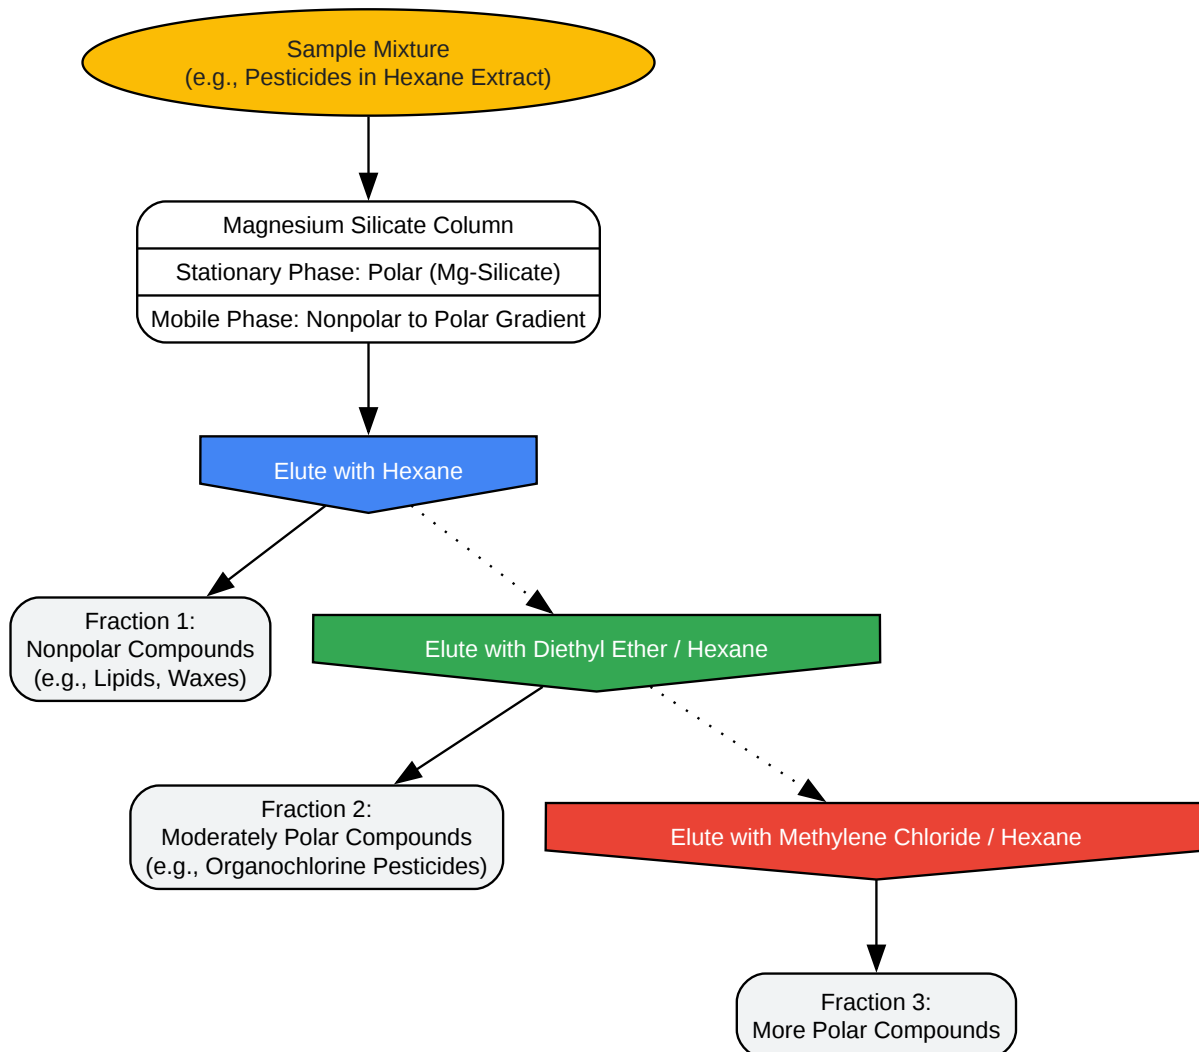 Sample Mixture
(e.g., Pesticides in Hexane Extract)
Magnesium Silicate Column
Stationary Phase: Polar (Mg-Silicate)
Mobile Phase: Nonpolar to Polar Gradient
Elute with Hexane
Fraction 1:
Nonpolar Compounds
(e.g., Lipids, Waxes)
Elute with Diethyl Ether / Hexane
Fraction 2:
Moderately Polar Compounds
(e.g., Organochlorine Pesticides)
Elute with Methylene Chloride / Hexane
Fraction 3:
More Polar Compounds